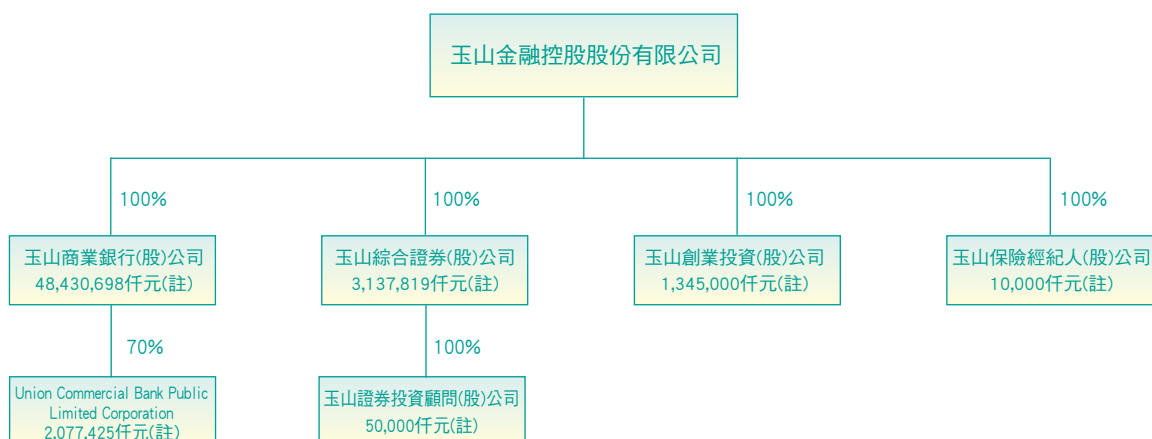 玉山金融控股股份有限公司
100%
100%
100%
100%
玉山商業銀行(股)公司
48,430,698仟元(註)
玉山綜合證券(股)公司
3,137,819仟元(註)
玉山創業投資(股)公司
1,345,000仟元(註)
玉山保險經紀人(股)公司
10,000仟元(註)
70%
100%
Union Commercial Bank Public
Limited Corporation
2,077,425仟元(註)
玉山證券投資顧問(股)公司
50,000仟元(註)